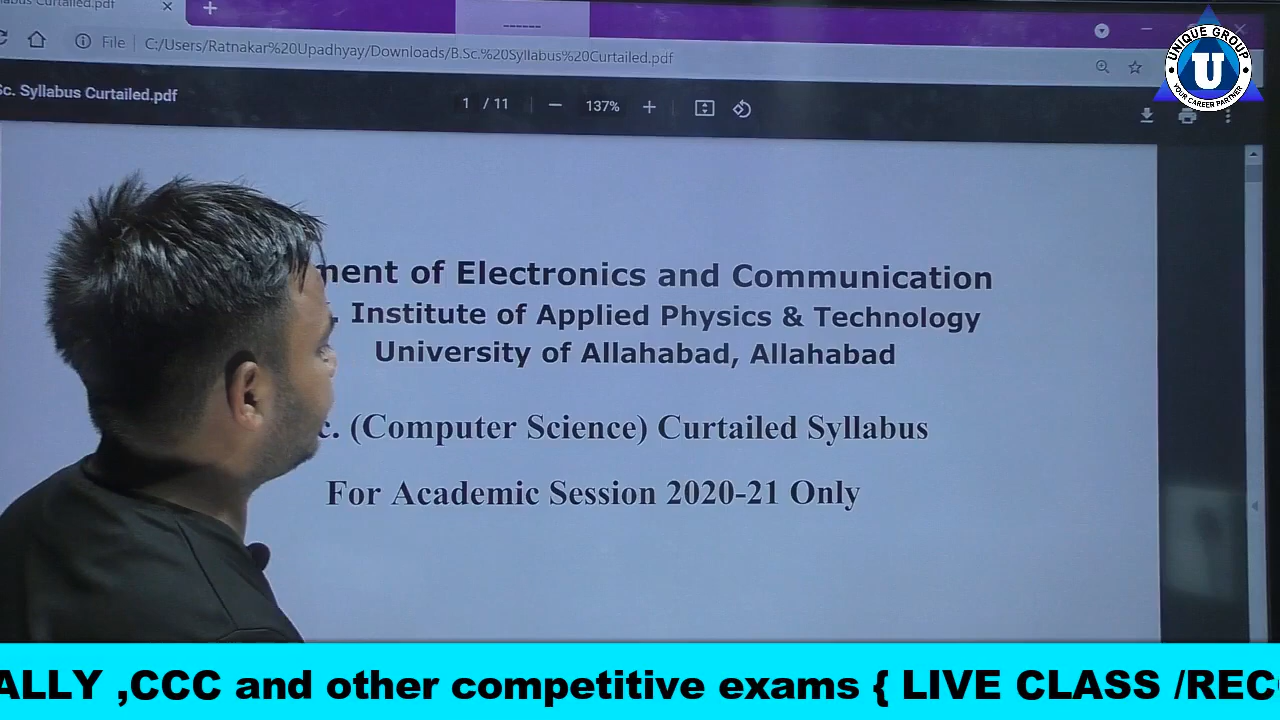 abus Curtailed.pdf
File
C:/Users/Ratnakar%20Upadhyay/Downloads/B.Sc.%20Syllabus%20Curtailed.pdf
Sc. Syllabus Curtailed.pdf
1 / 11
137%
UNIQUE GROUP
U
YOUR CAREER PARTNER
ment of Electronics and Communication
. Institute of Applied Physics & Technology
University of Allahabad, Allahabad
c. (Computer Science) Curtailed Syllabus
For Academic Session 2020-21 Only
ALLY ,CCC and other competitive exams { LIVE CLASS /REC